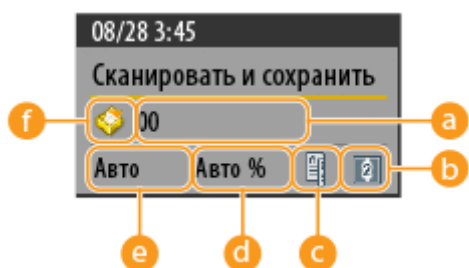 08/28 3:45
Сканировать и сохранить
f 00 a
Авто Авто % b
e d c